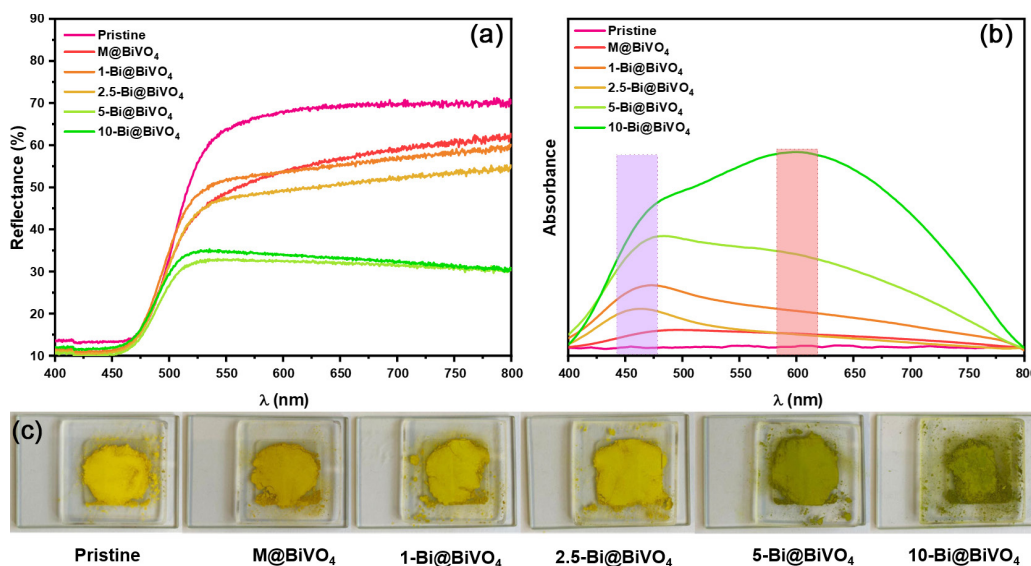 (a)
90
80
70
60
50
40
30
20
10
Reflectance (%)
Pristine
M@BiVO₄
1-Bi@BiVO₄
2.5-Bi@BiVO₄
5-Bi@BiVO₄
10-Bi@BiVO₄
400 450 500 550 600 650 700 750 800
λ (nm)
(b)
Absorbance
Pristine
M@BiVO₄
1-Bi@BiVO₄
2.5-Bi@BiVO₄
5-Bi@BiVO₄
10-Bi@BiVO₄
400 450 500 550 600 650 700 750 800
λ (nm)
(c)
Pristine M@BiVO₄ 1-Bi@BiVO₄ 2.5-Bi@BiVO₄ 5-Bi@BiVO₄ 10-Bi@BiVO₄